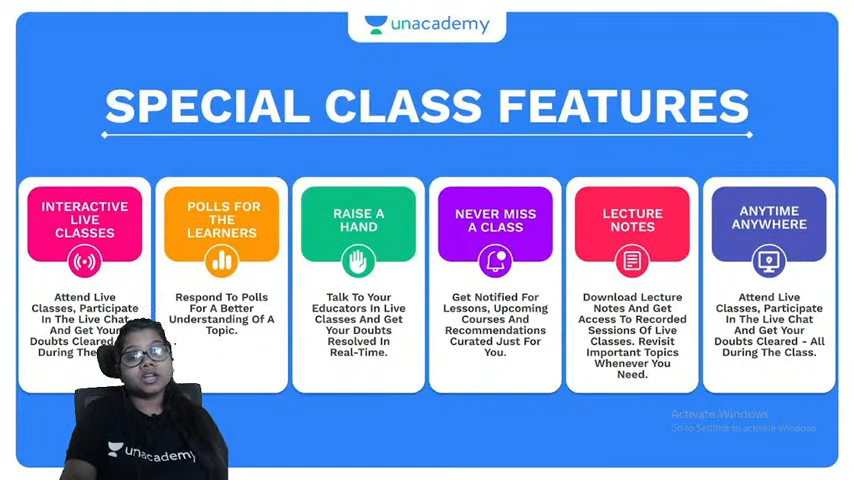 unacademy
SPECIAL CLASS FEATURES
INTERACTIVE
LIVE
CLASSES
Attend Live
Classes, Participate
In The Live Chat
And Get Your
Doubts Cleared
During The
POLLS FOR
THE
LEARNERS
Respond To Polls
For A Better
Understanding Of A
Topic.
RAISE A
HAND
Talk To Your
Educators In Live
Classes And Get
Your Doubts
Resolved In
Real-Time.
NEVER MISS
A CLASS
Get Notified For
Lessons, Upcoming
Courses And
Recommendations
Curated Just For
You.
LECTURE
NOTES
Download Lecture
Notes And Get
Access To Recorded
Sessions Of Live
Classes. Revisit
Important Topics
Whenever You
Need.
ANYTIME
ANYWHERE
Attend Live
Classes, Participate
In The Live Chat
And Get Your
Doubts Cleared - All
During The Class.
Activate Windows
Go to Settings to activate Windows.
unacademy